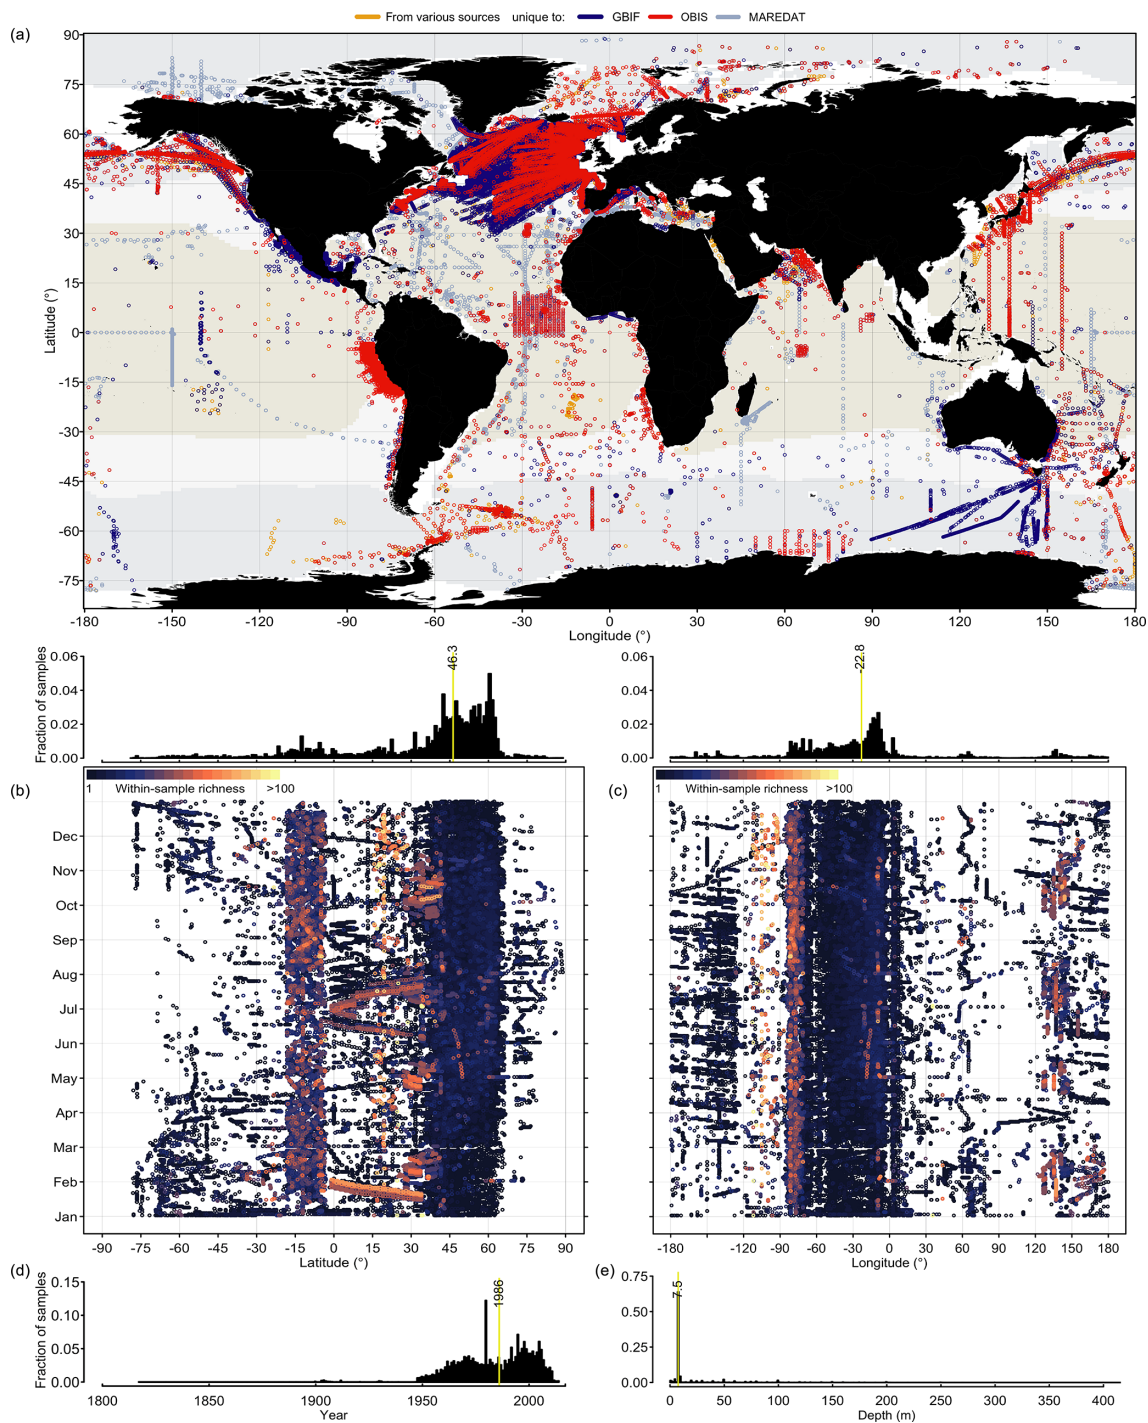 From various sources unique to: GBIF OBIS MAREDAT
(a)
90
75
60
45
30
15
0
-15
-30
-45
-60
-75
Latitude (°)
-180 -150 -120 -90 -60 -30 0 30 60 90 120 150 180
Longitude (°)
0.06
0.04
0.02
0.00
Fraction of samples
46.3
0.06
0.04
0.02
0.00
-22.8
(b)
1 Within-sample richness >100
Dec
Nov
Oct
Sep
Aug
Jul
Jun
May
Apr
Mar
Feb
Jan
-90 -75 -60 -45 -30 -15 0 15 30 45 60 75 90
Latitude (°)
(c)
1 Within-sample richness >100
-180 -150 -120 -90 -60 -30 0 30 60 90 120 150 180
Longitude (°)
(d)
0.15
0.10
0.05
0.00
Fraction of samples
1986
1800 1850 1900 1950 2000
Year
(e)
0.75
0.50
0.25
0.00
7.5
0 50 100 150 200 250 300 350 400
Depth (m)